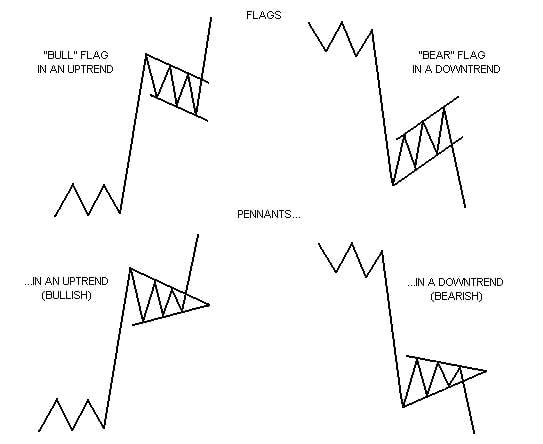 FLAGS
"BULL" FLAG
IN AN UPTREND
"BEAR" FLAG
IN A DOWNTREND
PENNANTS...
...IN AN UPTREND
(BULLISH)
...IN A DOWNTREND
(BEARISH)